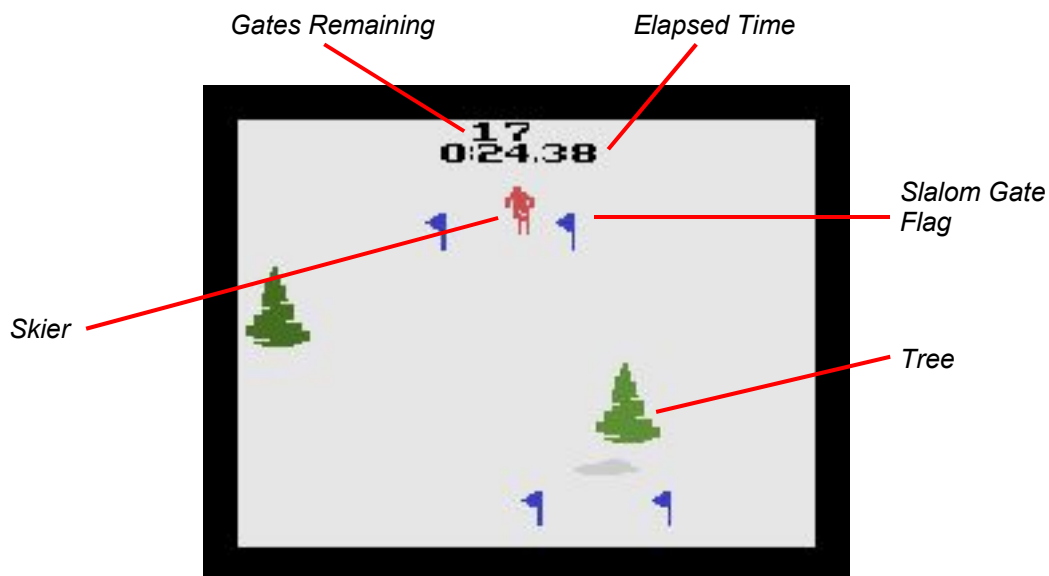 Gates Remaining
Elapsed Time
17
0:24.38
Slalom Gate
Flag
Skier
Tree